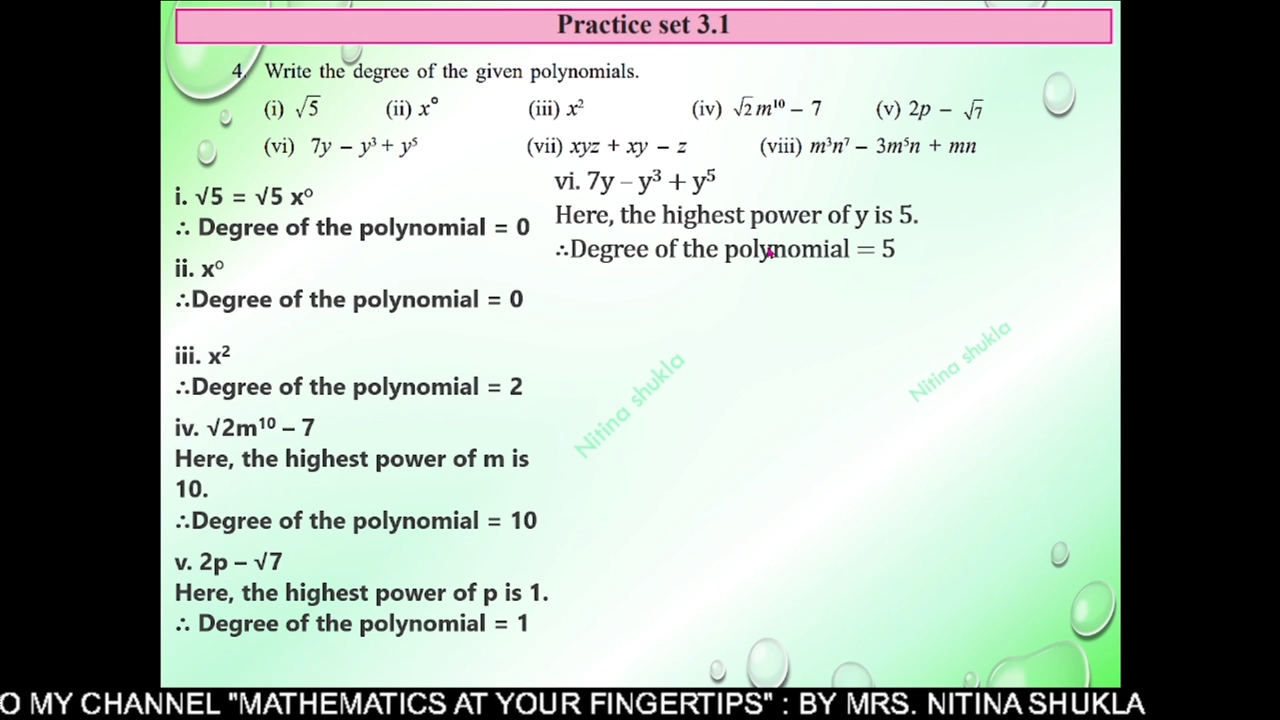 Practice set 3.1
4. Write the degree of the given polynomials.
(i) √5 (ii) x° (iii) x² (iv) √2 m¹⁰ – 7 (v) 2p – √7
(vi) 7y – y³ + y⁵ (vii) xyz + xy – z (viii) m³n⁷ – 3m⁵n + mn
i. √5 = √5 x⁰
∴ Degree of the polynomial = 0
ii. x⁰
∴Degree of the polynomial = 0
iii. x²
∴Degree of the polynomial = 2
iv. √2m¹⁰ – 7
Here, the highest power of m is
10.
∴Degree of the polynomial = 10
v. 2p – √7
Here, the highest power of p is 1.
∴ Degree of the polynomial = 1
vi. 7y – y³ + y⁵
Here, the highest power of y is 5.
∴Degree of the polynomial = 5
Nitina shukla
Nitina shukla
O MY CHANNEL "MATHEMATICS AT YOUR FINGERTIPS" : BY MRS. NITINA SHUKLA